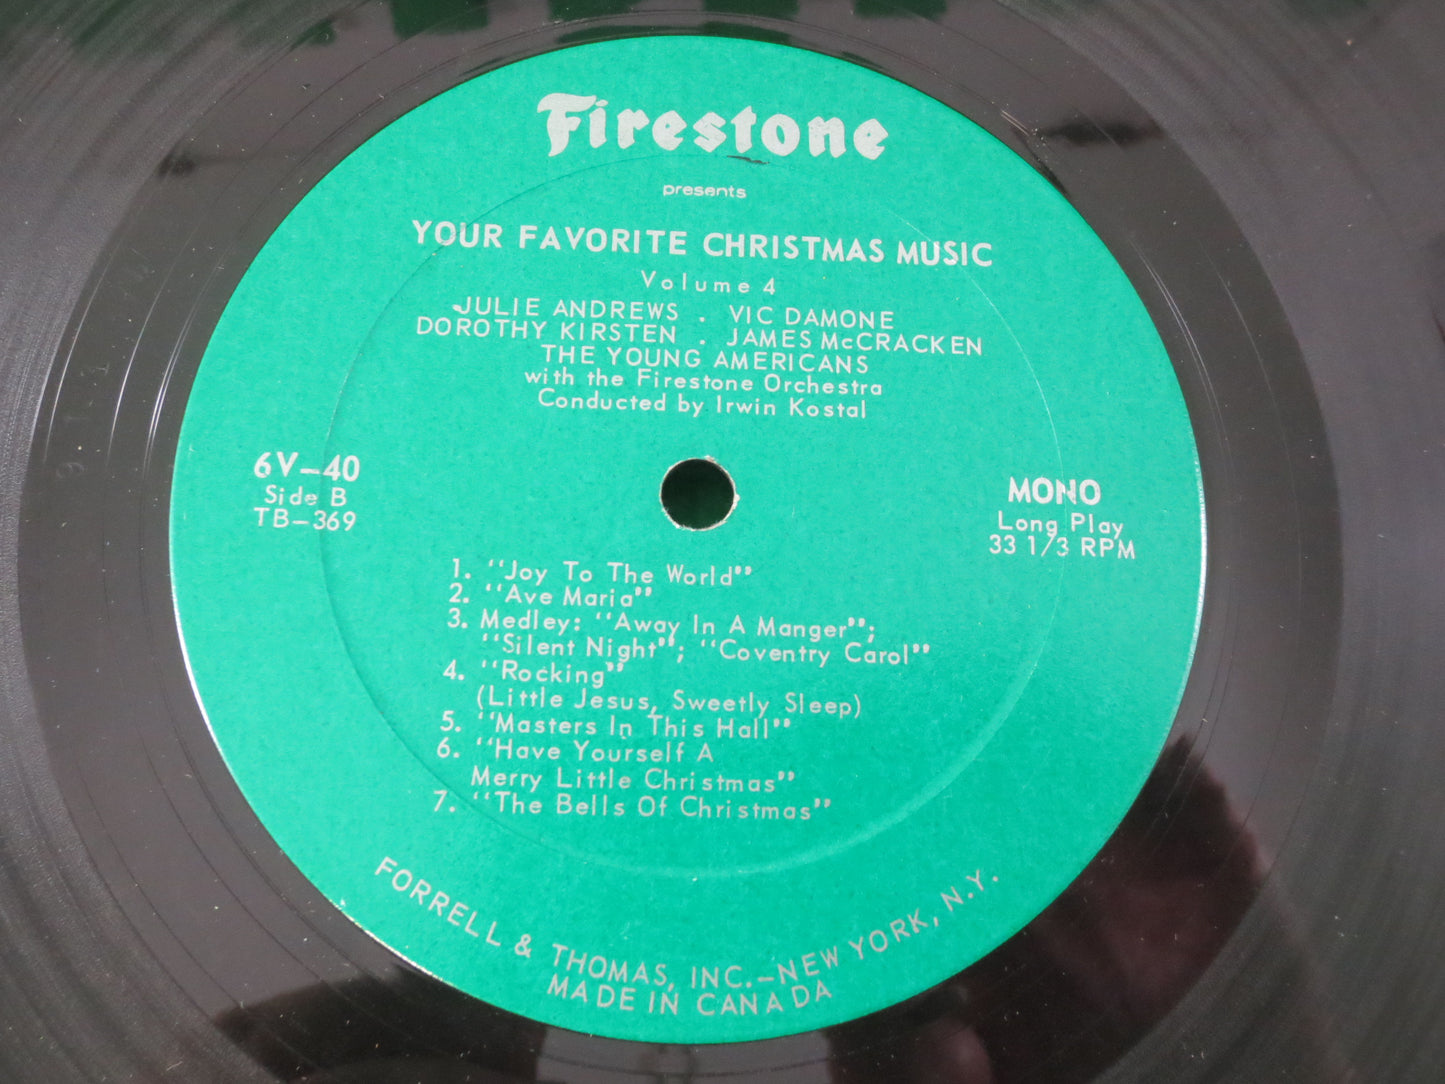 Firestone
presents
YOUR FAVORITE CHRISTMAS MUSIC
Volume 4
JULIE ANDREWS . VIC DAMONE
DOROTHY KIRSTEN . JAMES McCRACKEN
THE YOUNG AMERICANS
with the Firestone Orchestra
Conducted by Irwin Kostal
6V-40
Side B
TB-369
MONO
Long Play
33 1/3 RPM
1. "Joy To The World"
2. "Ave Maria"
3. Medley: "Away In A Manger";
"Silent Night"; "Coventry Carol"
4. "Rocking"
(Little Jesus, Sweetly Sleep)
5. "Masters In This Hall"
6. "Have Yourself A
Merry Little Christmas"
7. "The Bells Of Christmas"
FORRELL & THOMAS, INC.-NEW YORK, N.Y.
MADE IN CANADA